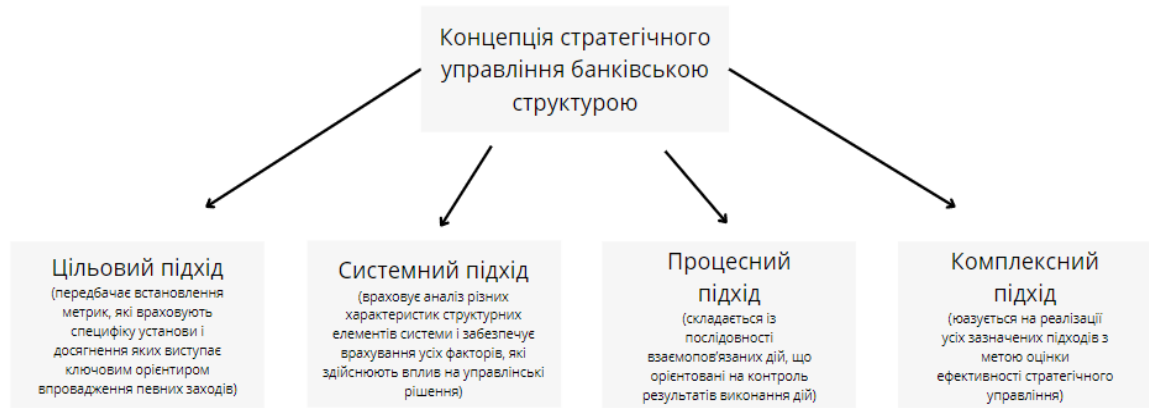 Концепція стратегічного
управління банківською
структурою
Цільовий підхід
(передбачає встановлення
метрик, які враховують
специфіку установи і
досягнення яких виступає
ключовим орієнтиром
впровадження певних заходів)
Системний підхід
(враховує аналіз різних
характеристик структурних
елементів системи і забезпечує
врахування усіх факторів, які
здійснюють вплив на управлінські
рішення)
Процесний
підхід
(складається із
послідовності
взаємопов'язаних дій, що
орієнтовані на контроль
результатів виконання дій)
Комплексний
підхід
(юазується на реалізації
усіх зазначених підходів з
метою оцінки
ефективності стратегічного
управління)